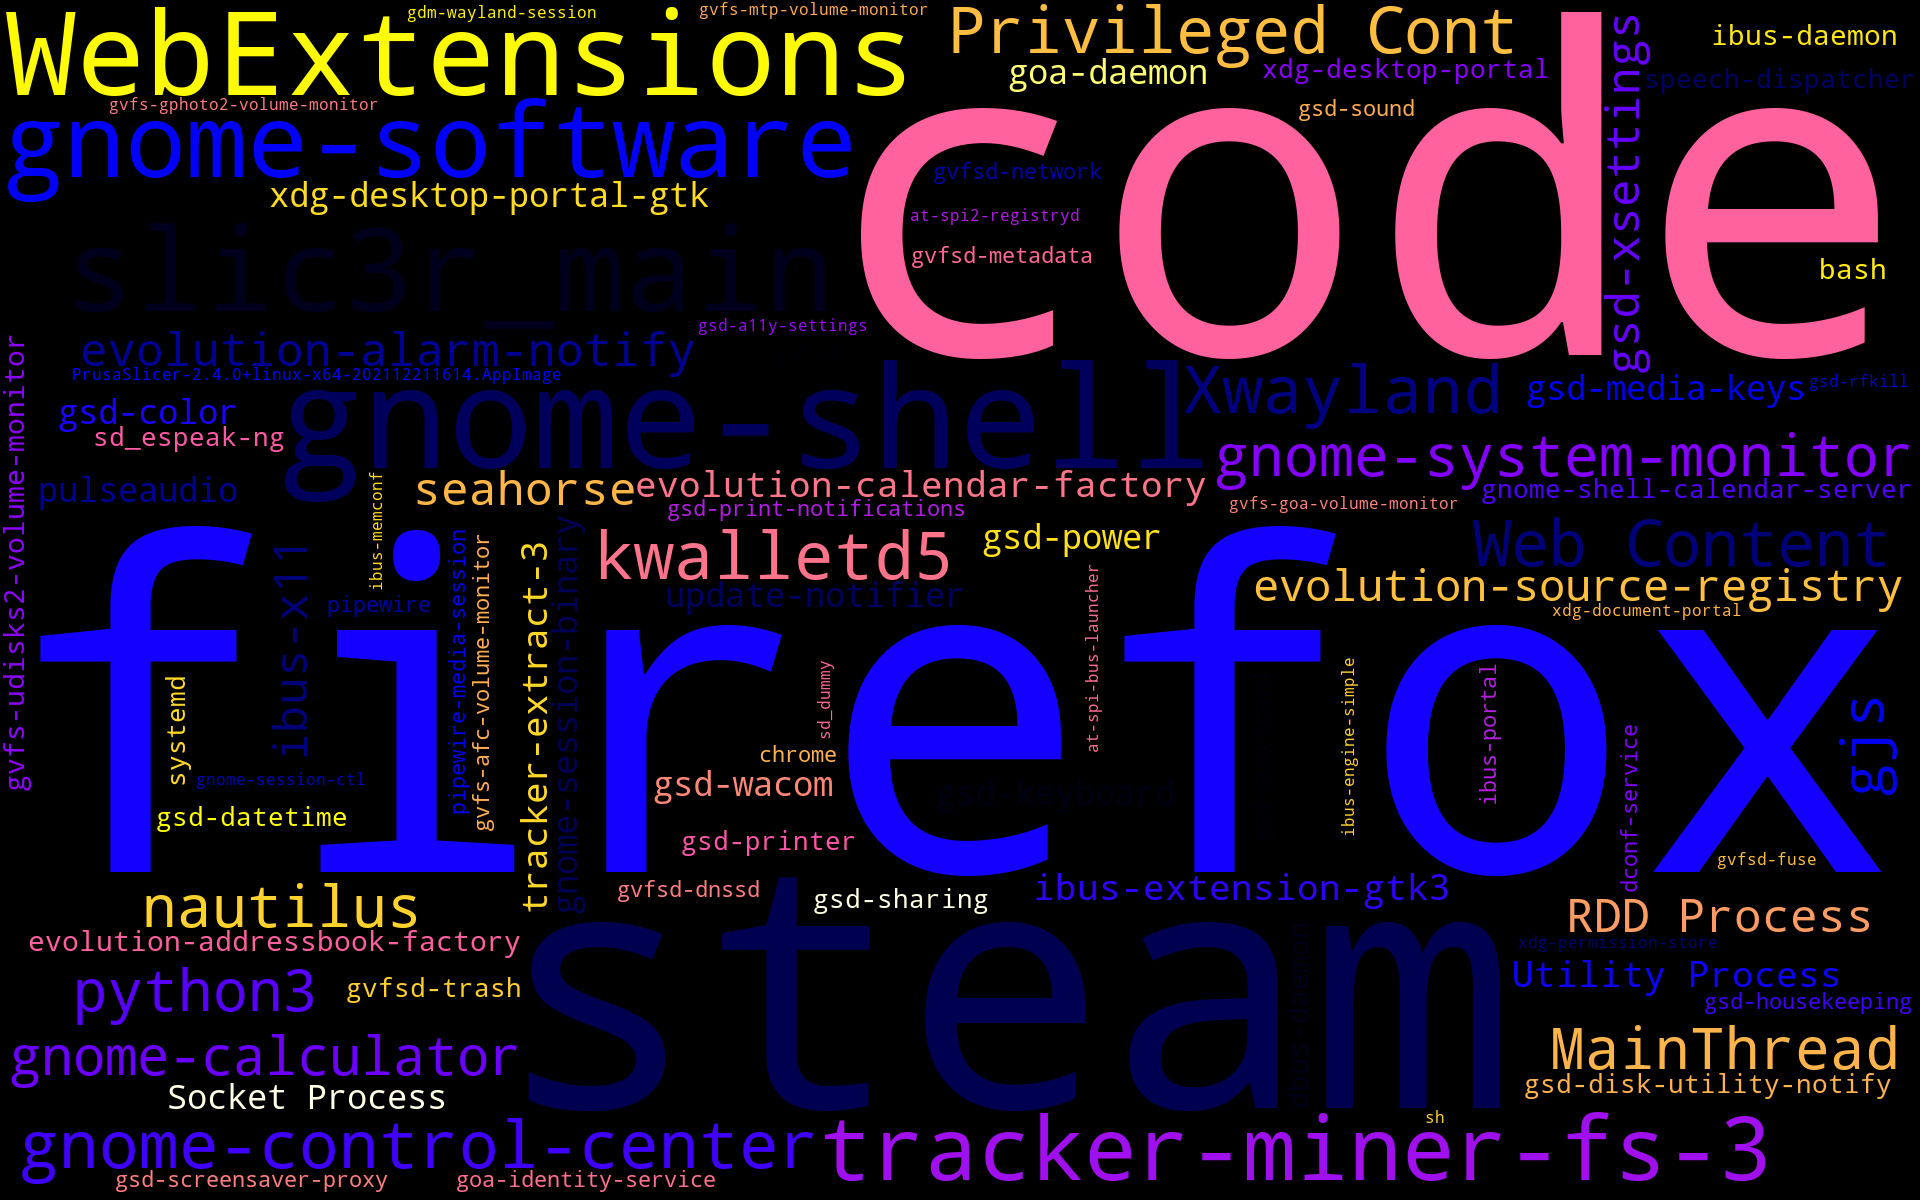 WebExtensions
gdm-wayland-session
gvfs-mtp-volume-monitor
Privileged Cont
goa-daemon
xdg-desktop-portal
ibus-daemon
speech-dispatcher
gvfs-gphoto2-volume-monitor
gnome-software
gsd-sound
code
gsd-xsettings
xdg-desktop-portal-gtk
gvfsd-network
at-spi2-registryd
gvfsd-metadata
bash
slic3r_main
gsd-a11y-settings
evolution-alarm-notify
PrusaSlicer-2.4.0+linux-x64-202112211614.AppImage
gnome-shell
Xwayland
gsd-media-keys
gsd-rfkill
gsd-color
sd_espeak-ng
gvfs-udisks2-volume-monitor
gnome-system-monitor
pulseaudio
ibus-memconf
seahorse
evolution-calendar-factory
gsd-print-notifications
gvfs-goa-volume-monitor
gnome-shell-calendar-server
firefox
ibus-x11
pipewire
pipewire-media-session
gvfs-afc-volume-monitor
tracker-extract-3
gnome-session-binary
kwalletd5
gsd-power
Web Content
update-notifier
evolution-source-registry
xdg-document-portal
at-spi-bus-launcher
systemd
sd_dummy
ibus-engine-simple
ibus-portal
gjs
chrome
gnome-session-ctl
gsd-wacom
gsd-keyboard
dconf-service
gsd-datetime
gsd-printer
gvfsd-fuse
nautilus
gvfsd-dnssd
gsd-sharing
ibus-extension-gtk3
RDD Process
evolution-addressbook-factory
xdg-permission-store
steam
python3
gvfsd-trash
Utility Process
gsd-housekeeping
gnome-calculator
MainThread
Socket Process
gsd-disk-utility-notify
sh
gnome-control-center
tracker-miner-fs-3
gsd-screensaver-proxy
goa-identity-service